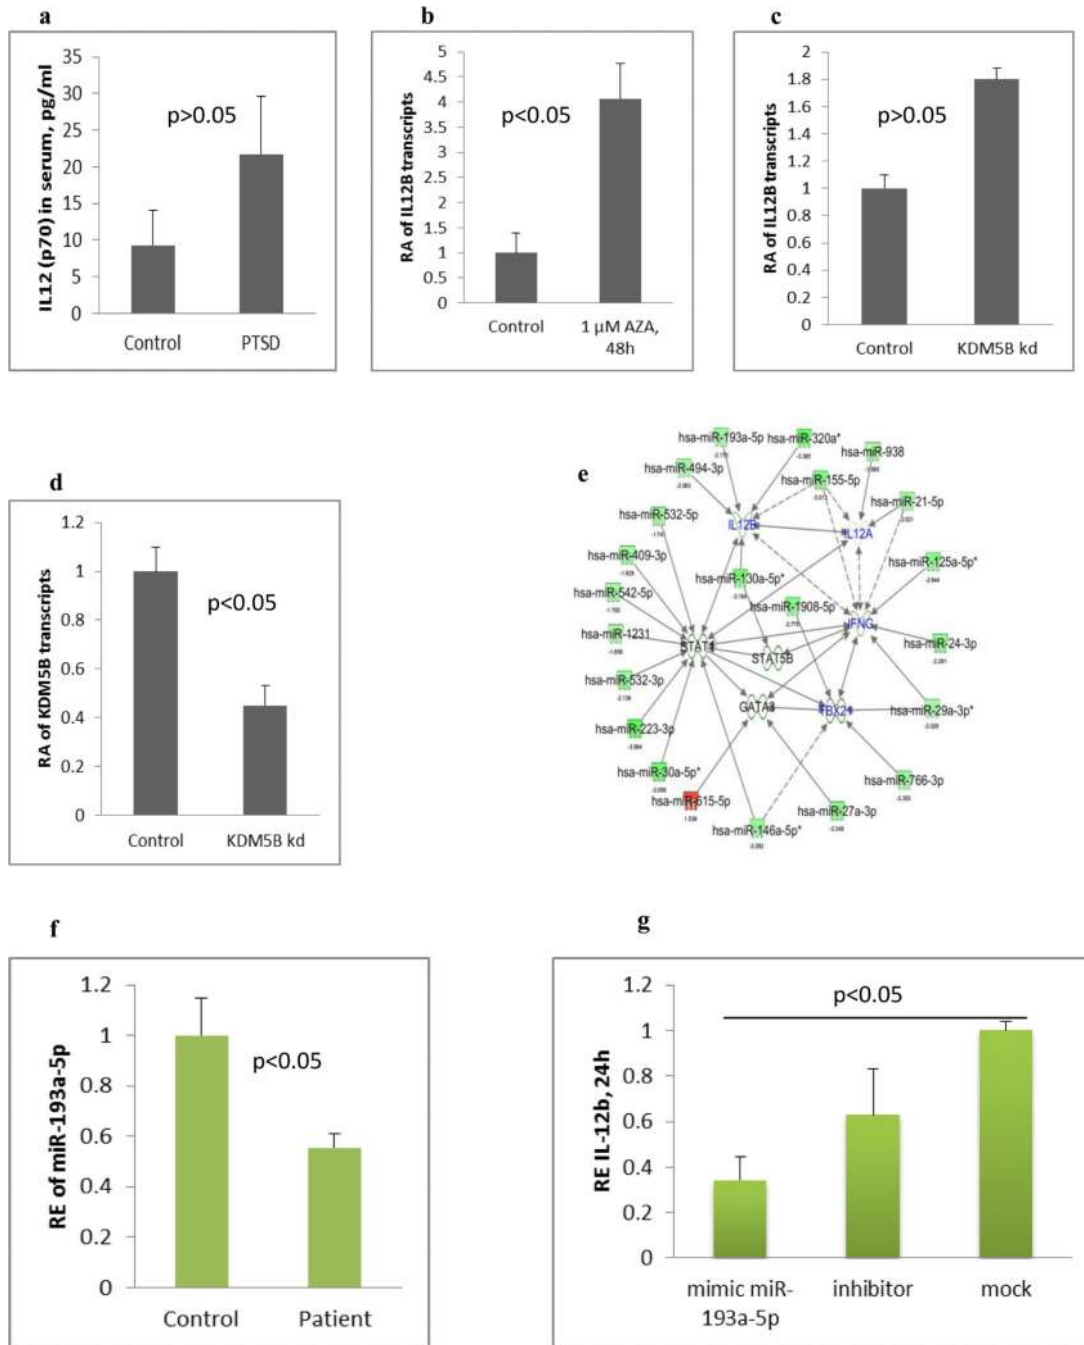 a
IL12 (p70) in serum, pg/ml
35
30
25
20
15
10
5
0
p>0.05
Control
PTSD
b
RA of IL12B transcripts
5
4.5
4
3.5
3
2.5
2
1.5
1
0.5
0
p<0.05
Control
1 µM AZA,
48h
c
RA of IL12B transcripts
2
1.8
1.6
1.4
1.2
1
0.8
0.6
0.4
0.2
0
p>0.05
Control
KDM5B kd
d
RA of KDM5B transcripts
1.2
1
0.8
0.6
0.4
0.2
0
p<0.05
Control
KDM5B kd
e
hsa-miR-193a-5p
hsa-miR-320a*
hsa-miR-938
hsa-miR-494-3p
hsa-miR-155-5p
hsa-miR-21-5p
hsa-miR-532-5p
IL12B
IL12A
hsa-miR-409-3p
hsa-miR-125a-5p*
hsa-miR-130a-5p*
hsa-miR-542-5p
hsa-miR-1908-5p
hsa-miR-1231
IFNG
STAT1
hsa-miR-24-3p
STAT5B
hsa-miR-532-3p
GATA3
TBX21
hsa-miR-29a-3p*
hsa-miR-223-3p
hsa-miR-30a-5p*
hsa-miR-766-3p
hsa-miR-615-5p
hsa-miR-27a-3p
hsa-miR-146a-5p*
f
RE of miR-193a-5p
1.2
1
0.8
0.6
0.4
0.2
0
p<0.05
Control
Patient
g
RE IL-12b, 24h
1.2
1
0.8
0.6
0.4
0.2
0
p<0.05
mimic miR-
193a-5p
inhibitor
mock